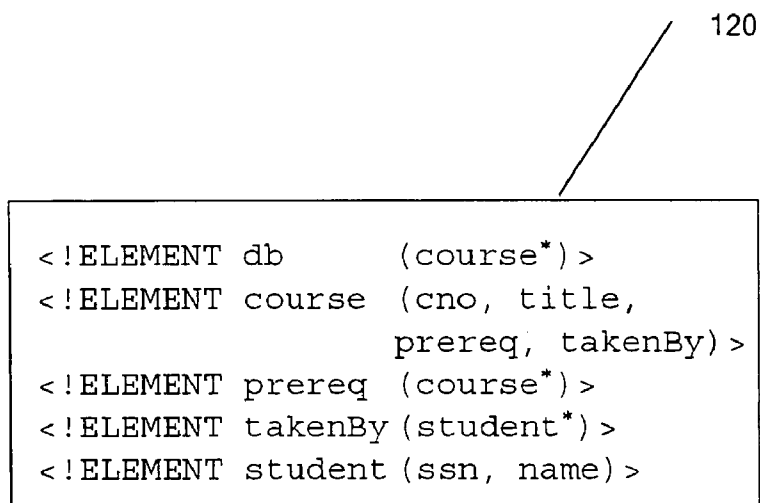 120
<!ELEMENT db (course*)>
<!ELEMENT course (cno, title,
prereq, takenBy)>
<!ELEMENT prereq (course*)>
<!ELEMENT takenBy (student*)>
<!ELEMENT student (ssn, name)>